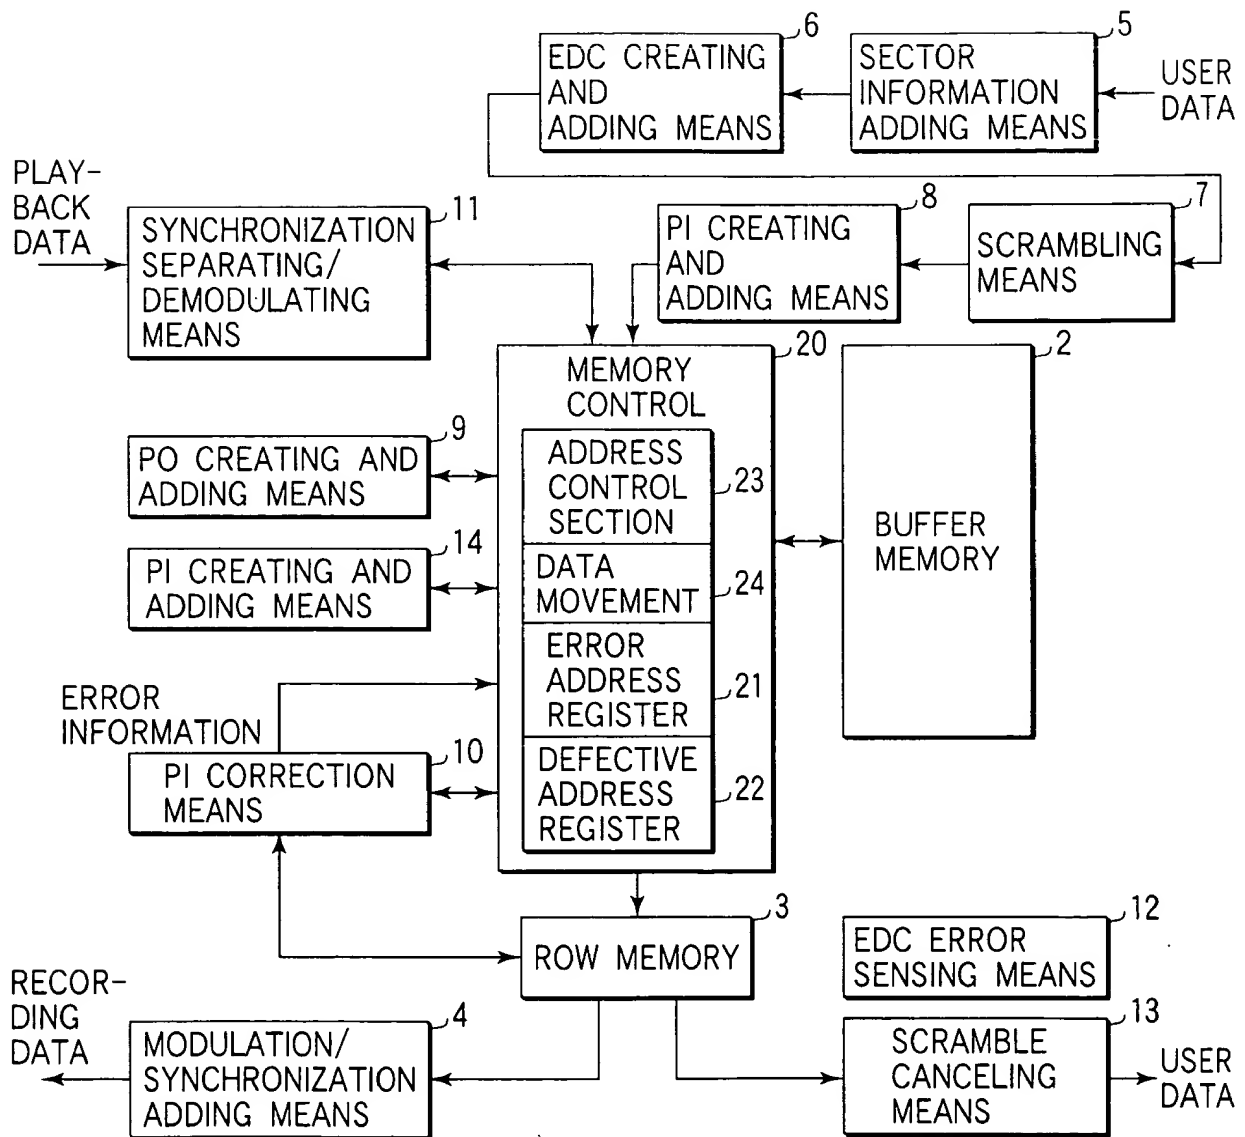 6
EDC CREATING
AND
ADDING MEANS
5
SECTOR
INFORMATION
ADDING MEANS
USER
DATA
PLAY-
BACK
DATA
11
SYNCHRONIZATION
SEPARATING/
DEMODULATING
MEANS
8
PI CREATING
AND
ADDING MEANS
7
SCRAMBLING
MEANS
20
MEMORY
CONTROL
2
BUFFER
MEMORY
9
PO CREATING AND
ADDING MEANS
ADDRESS
CONTROL
SECTION
23
14
PI CREATING AND
ADDING MEANS
DATA
MOVEMENT
24
ERROR
ADDRESS
REGISTER
21
ERROR
INFORMATION
10
PI CORRECTION
MEANS
DEFECTIVE
ADDRESS
REGISTER
22
3
ROW MEMORY
12
EDC ERROR
SENSING MEANS
RECOR-
DING
DATA
4
MODULATION/
SYNCHRONIZATION
ADDING MEANS
13
SCRAMBLE
CANCELING
MEANS
USER
DATA